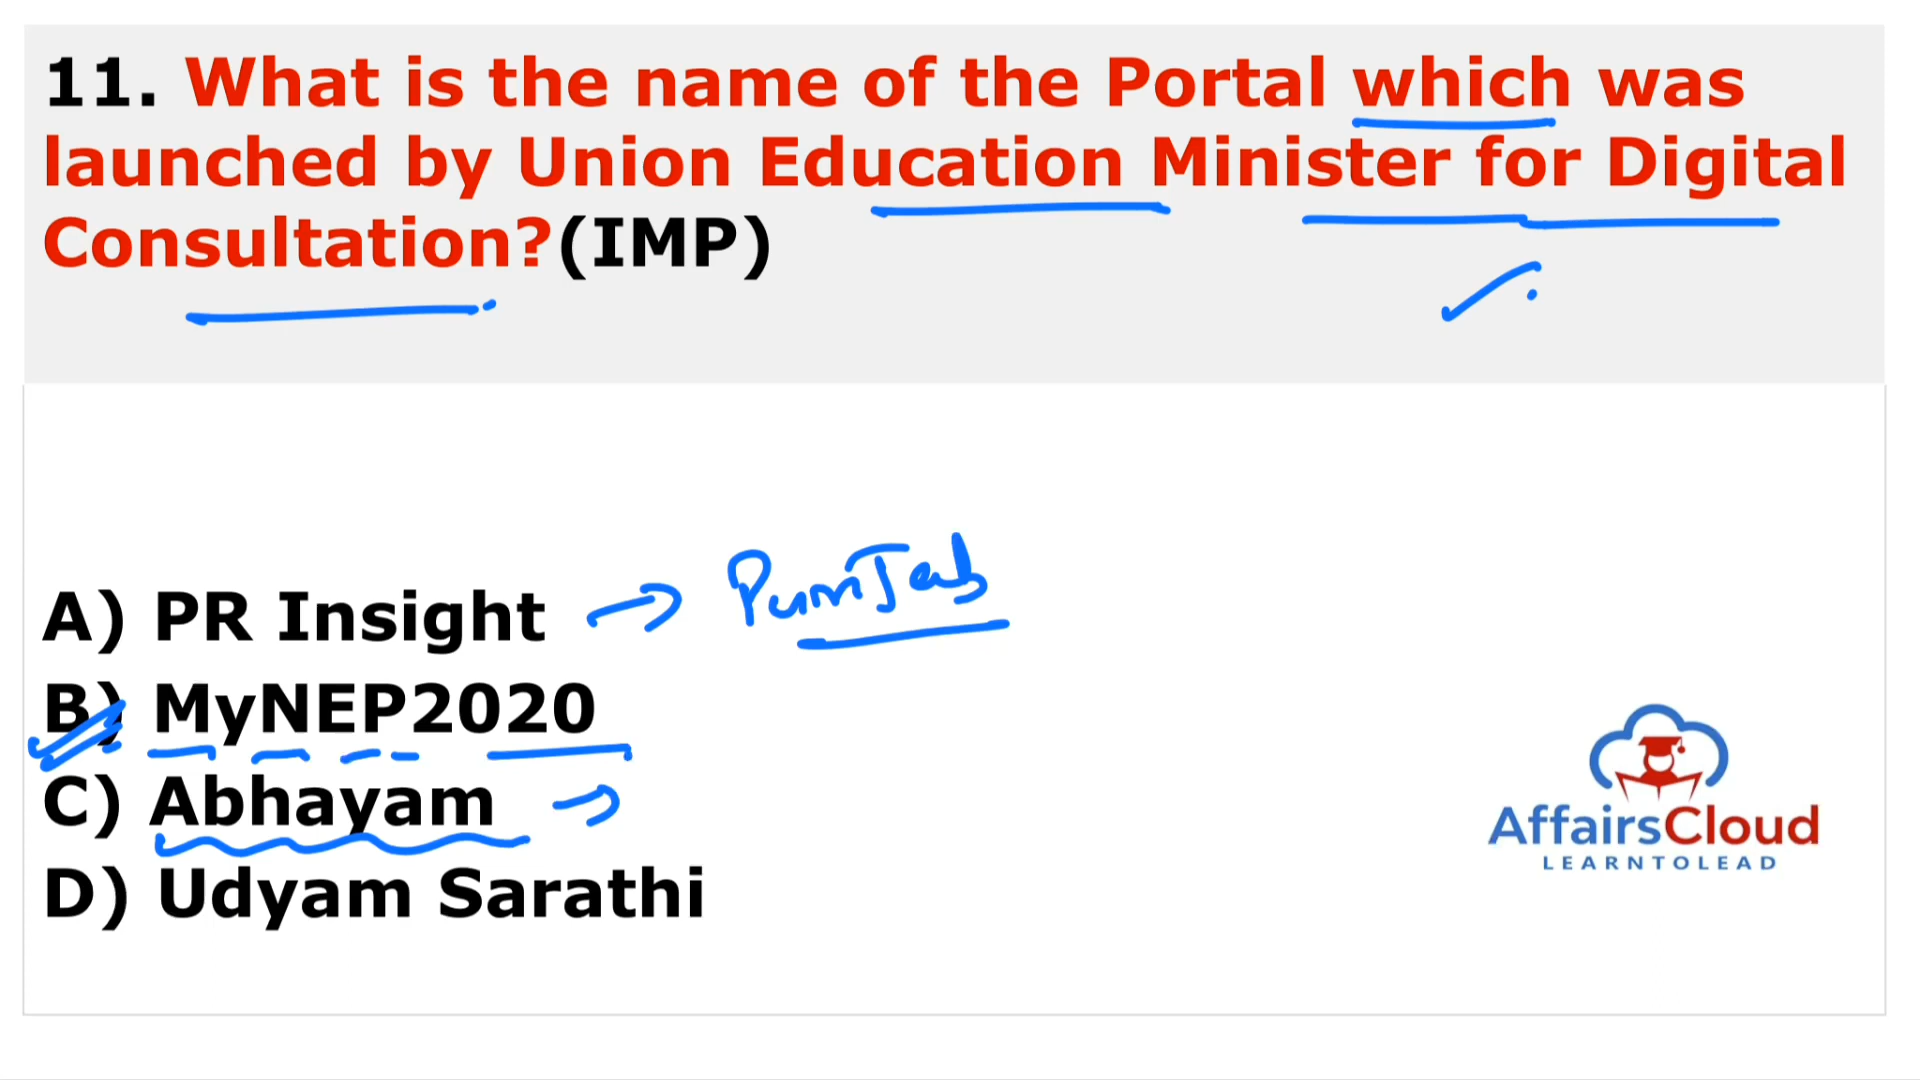 11. What is the name of the Portal which was
launched by Union Education Minister for Digital
Consultation?(IMP)
A) PR Insight → Punjab
B) MyNEP2020
C) Abhayam →
D) Udyam Sarathi
AffairsCloud
LEARNTOLEAD